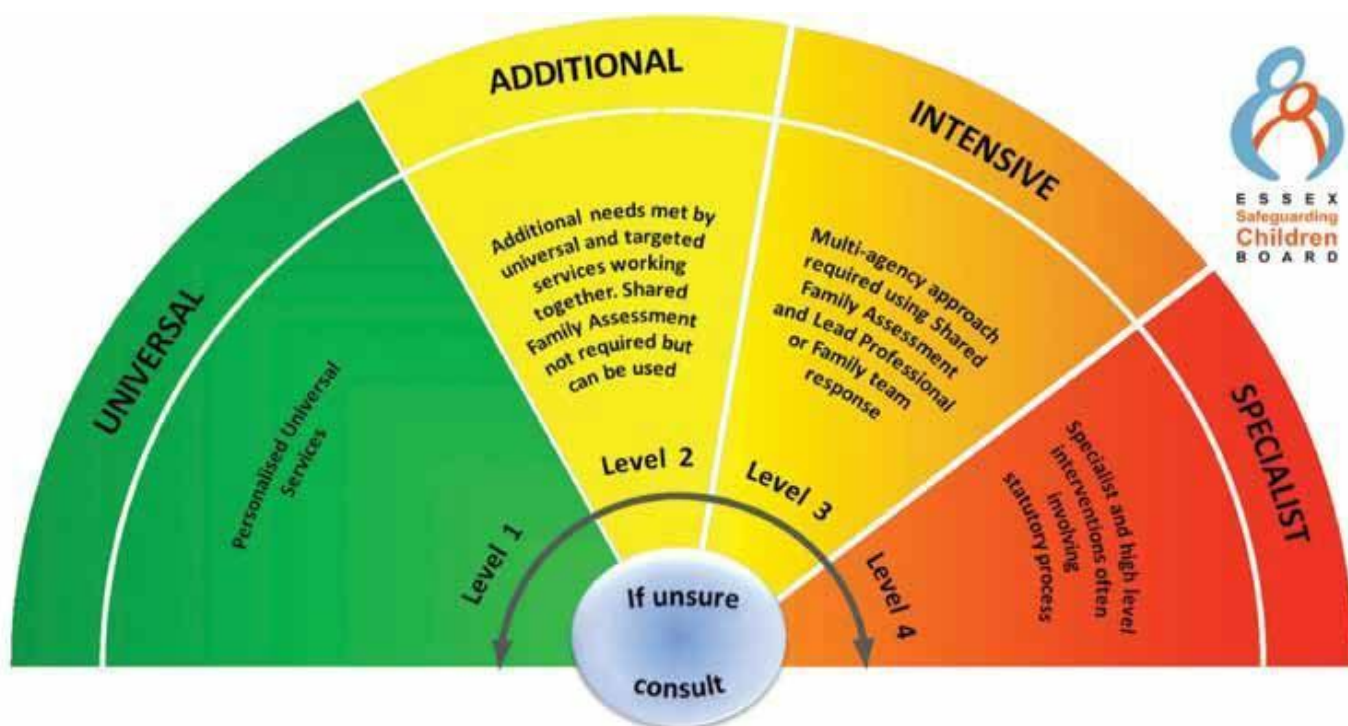 UNIVERSAL
Personalised Universal
Services
Level 1
ADDITIONAL
Additional needs met by
universal and targeted
services working
together. Shared
Family Assessment
not required but
can be used
Level 2
INTENSIVE
Multi-agency approach
required using Shared
Family Assessment
and Lead Professional
or Family team
response
Level 3
SPECIALIST
Specialist and high level
interventions often
involving
statutory process
Level 4
If unsure
consult
ESSEX
Safeguarding
Children
BOARD